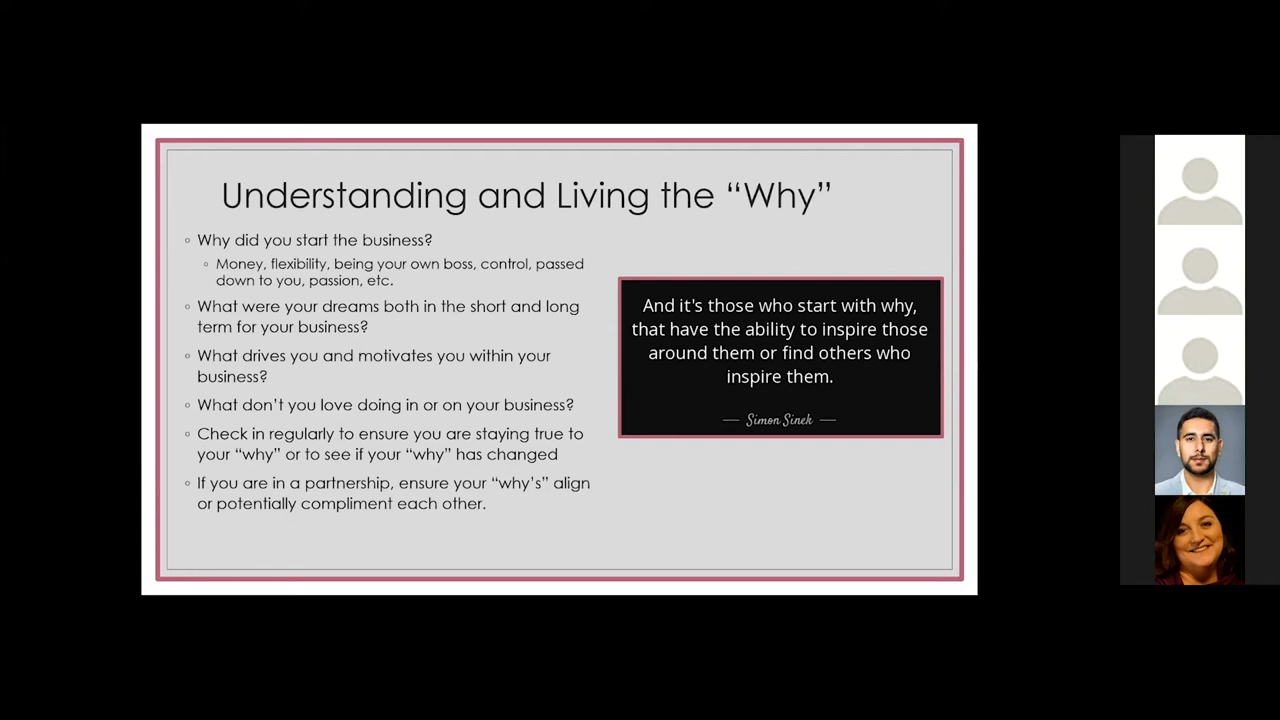 Understanding and Living the “Why”
◦ Why did you start the business?
◦ Money, flexibility, being your own boss, control, passed
down to you, passion, etc.
◦ What were your dreams both in the short and long
term for your business?
◦ What drives you and motivates you within your
business?
◦ What don’t you love doing in or on your business?
◦ Check in regularly to ensure you are staying true to
your “why” or to see if your “why” has changed
◦ If you are in a partnership, ensure your “why’s” align
or potentially compliment each other.
And it's those who start with why,
that have the ability to inspire those
around them or find others who
inspire them.
— Simon Sinek —